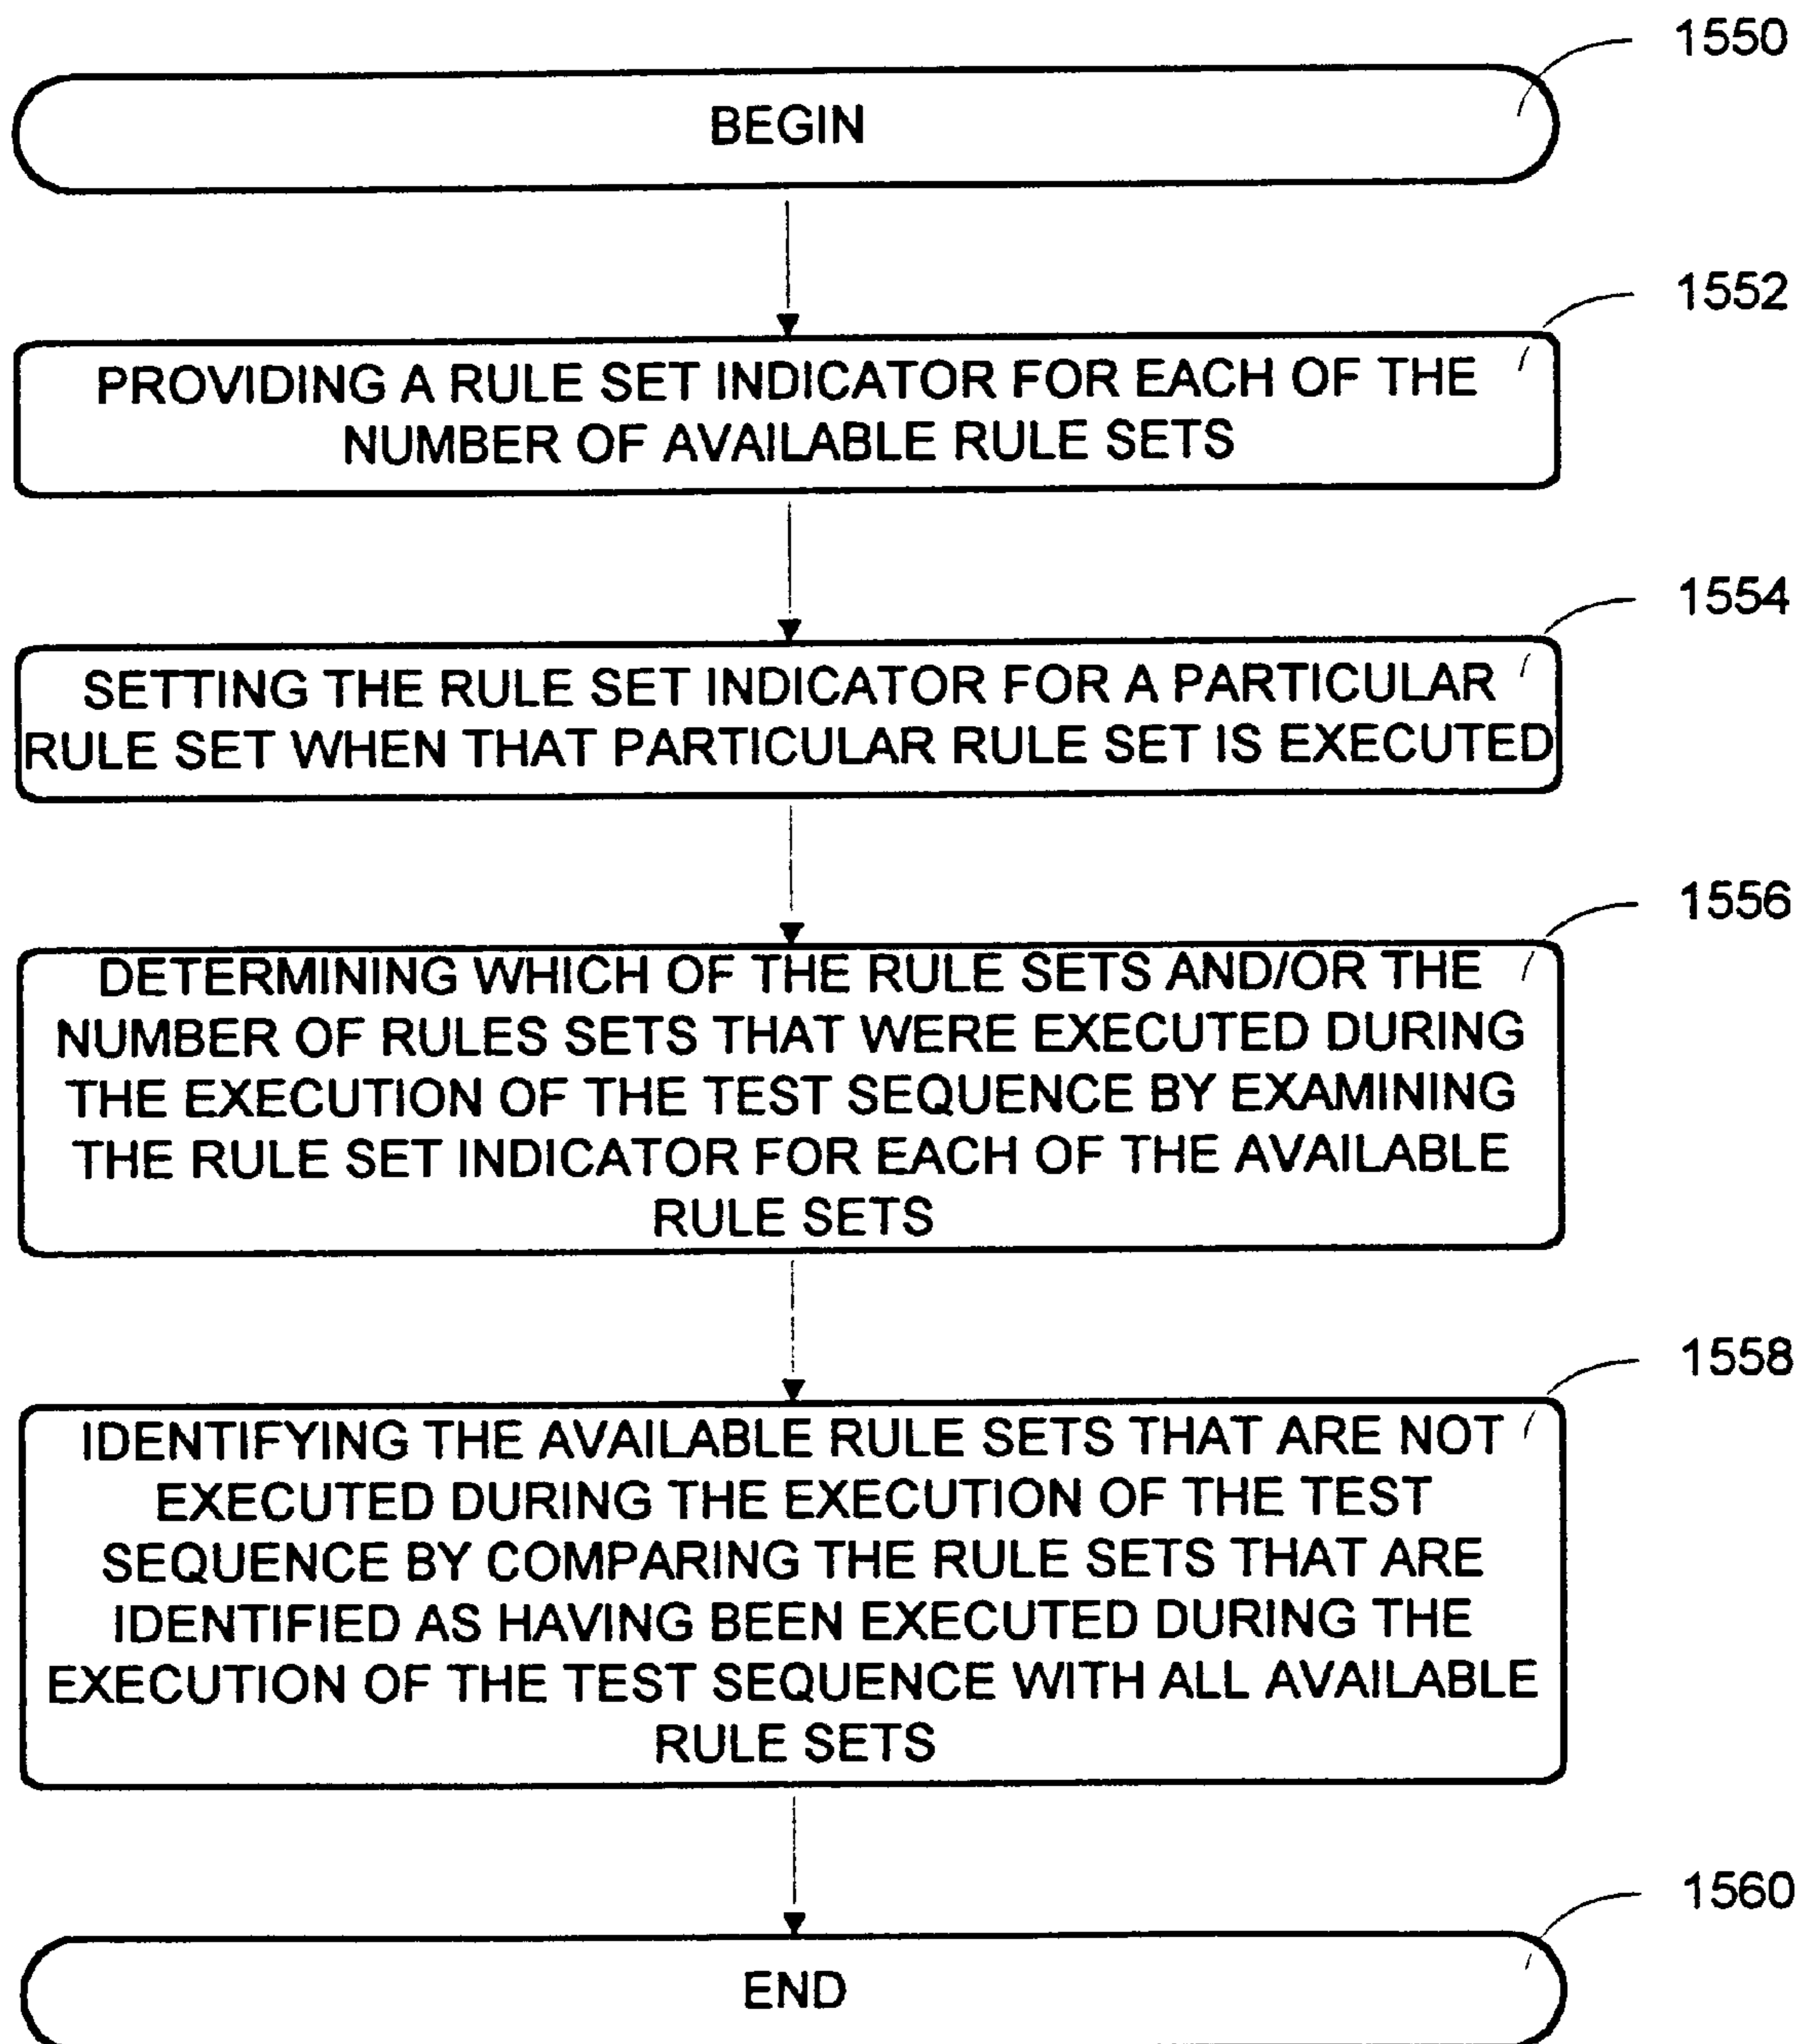 1550
BEGIN
1552
PROVIDING A RULE SET INDICATOR FOR EACH OF THE
NUMBER OF AVAILABLE RULE SETS
1554
SETTING THE RULE SET INDICATOR FOR A PARTICULAR
RULE SET WHEN THAT PARTICULAR RULE SET IS EXECUTED
1556
DETERMINING WHICH OF THE RULE SETS AND/OR THE
NUMBER OF RULES SETS THAT WERE EXECUTED DURING
THE EXECUTION OF THE TEST SEQUENCE BY EXAMINING
THE RULE SET INDICATOR FOR EACH OF THE AVAILABLE
RULE SETS
1558
IDENTIFYING THE AVAILABLE RULE SETS THAT ARE NOT
EXECUTED DURING THE EXECUTION OF THE TEST
SEQUENCE BY COMPARING THE RULE SETS THAT ARE
IDENTIFIED AS HAVING BEEN EXECUTED DURING THE
EXECUTION OF THE TEST SEQUENCE WITH ALL AVAILABLE
RULE SETS
1560
END